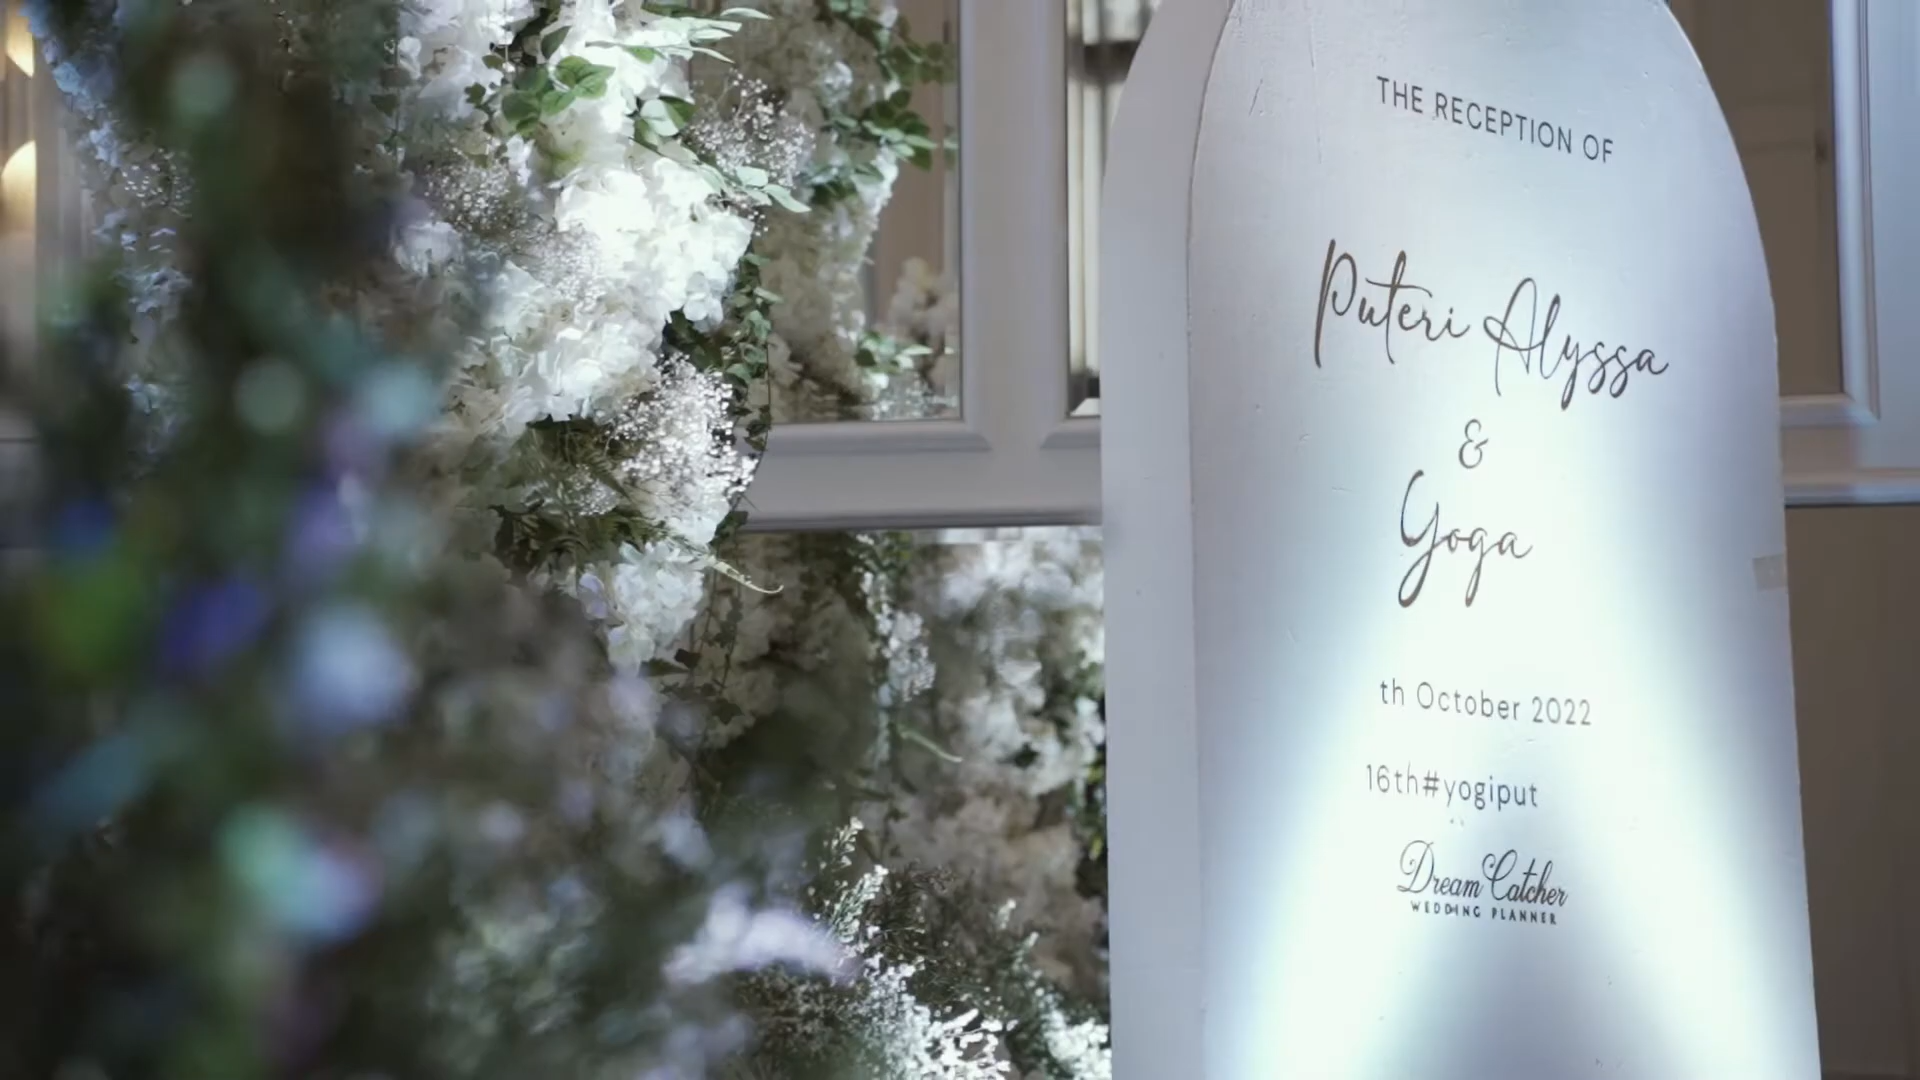 THE RECEPTION OF
Puteri Alyssa
&
Yoga
th October 2022
16th#yogiput
Dream Catcher
WEDDING PLANNER